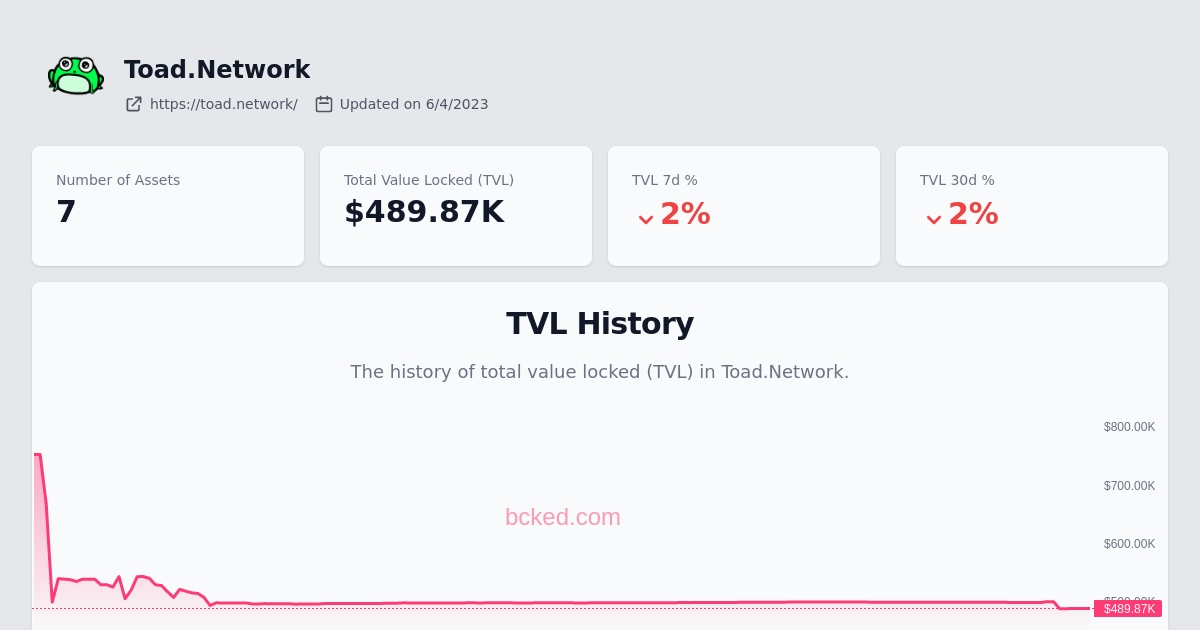 Toad.Network
https://toad.network/ Updated on 6/4/2023
Number of Assets
7
Total Value Locked (TVL)
$489.87K
TVL 7d %
2%
TVL 30d %
2%
TVL History
The history of total value locked (TVL) in Toad.Network.
$800.00K
$700.00K
bcked.com
$600.00K
$500.00K
$489.87K